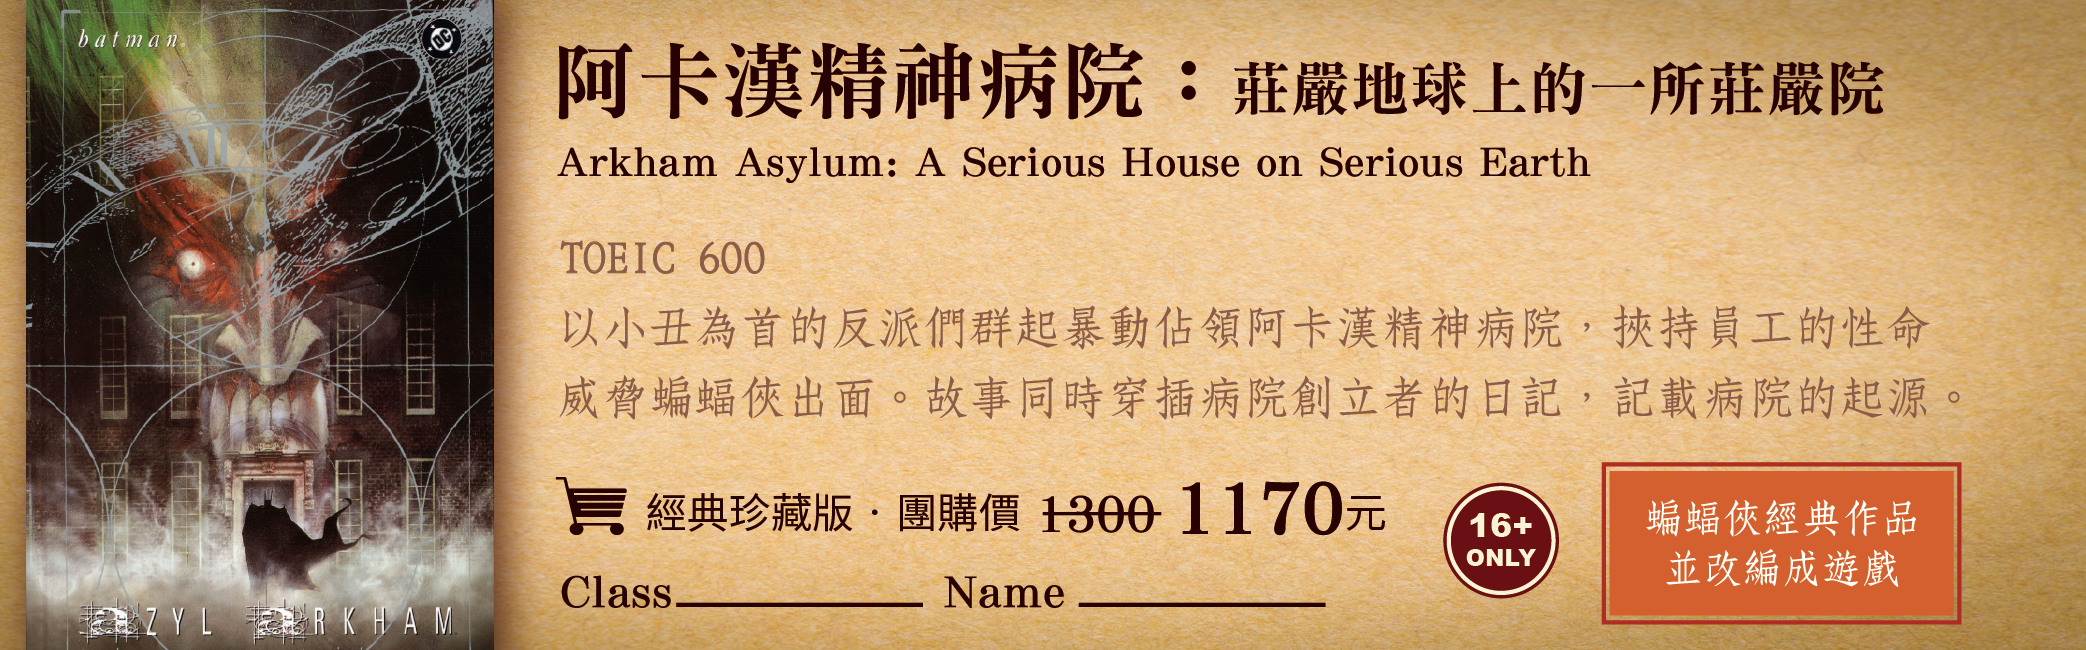 batman
DC
AZYL ARKHAM
阿卡漢精神病院：莊嚴地球上的一所莊嚴院
Arkham Asylum: A Serious House on Serious Earth
TOEIC 600
以小丑為首的反派們群起暴動佔領阿卡漢精神病院，挾持員工的性命
威脅蝙蝠俠出面。故事同時穿插病院創立者的日記，記載病院的起源。
經典珍藏版 · 團購價 1300 1170元
16+
ONLY
蝙蝠俠經典作品
並改編成遊戲
Class__________ Name __________